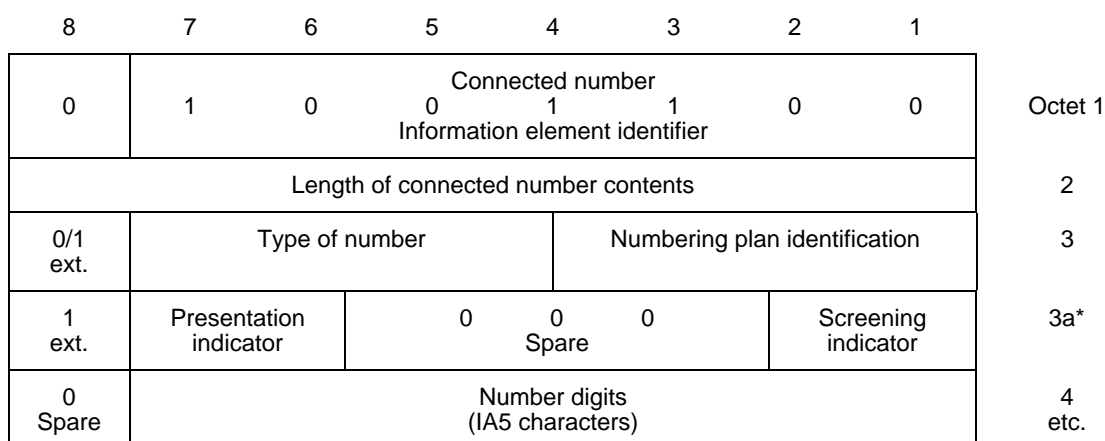 8 7 6 5 4 3 2 1
Connected number
0 1 0 0 1 1 0 0 Octet 1
Information element identifier
Length of connected number contents 2
0/1 Type of number Numbering plan identification 3
ext.
1 Presentation 0 0 0 Screening 3a*
ext. indicator Spare indicator
0 Number digits 4
Spare (IA5 characters) etc.